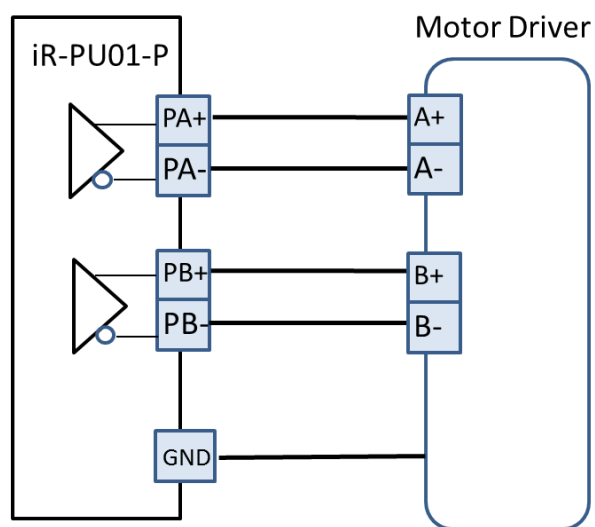 Motor Driver
iR-PU01-P
PA+
A+
PA-
A-
PB+
B+
PB-
B-
GND